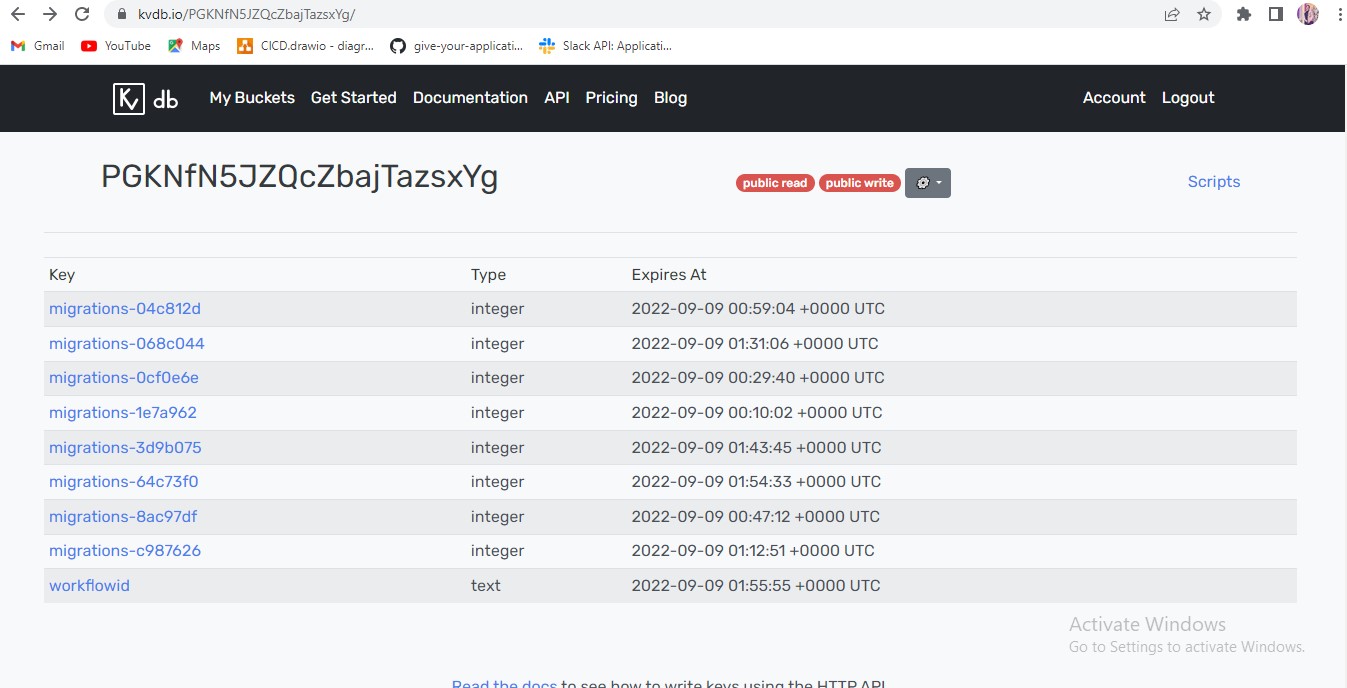 kvdb.io/PGKNfN5JZQcZbajTazsxYg/
Gmail YouTube Maps CICD.drawio - diagr... give-your-applicati... Slack API: Applicati...
Kv db My Buckets Get Started Documentation API Pricing Blog Account Logout
PGKNfN5JZQcZbajTazsxYg public read public write Scripts
Key Type Expires At
migrations-04c812d integer 2022-09-09 00:59:04 +0000 UTC
migrations-068c044 integer 2022-09-09 01:31:06 +0000 UTC
migrations-0cf0e6e integer 2022-09-09 00:29:40 +0000 UTC
migrations-1e7a962 integer 2022-09-09 00:10:02 +0000 UTC
migrations-3d9b075 integer 2022-09-09 01:43:45 +0000 UTC
migrations-64c73f0 integer 2022-09-09 01:54:33 +0000 UTC
migrations-8ac97df integer 2022-09-09 00:47:12 +0000 UTC
migrations-c987626 integer 2022-09-09 01:12:51 +0000 UTC
workflowid text 2022-09-09 01:55:55 +0000 UTC
Activate Windows
Go to Settings to activate Windows.
Read the docs to see how to write keys using the HTTP API